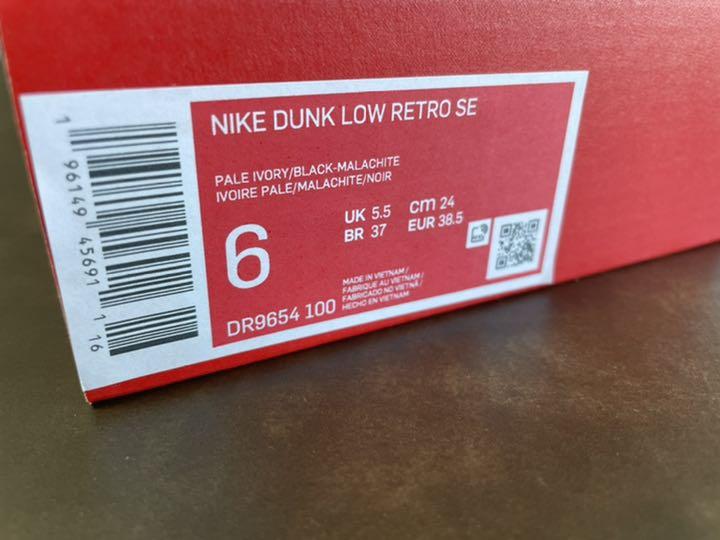 NIKE DUNK LOW RETRO SE
PALE IVORY/BLACK-MALACHITE
IVOIRE PALE/MALACHITE/NOIR
6
UK 5.5 cm 24
BR 37 EUR 38.5
MADE IN VIETNAM /
FABRIQUE AU VIETNAM /
FABRICADO NO VIETNÃ /
HECHO EN VIETNAM
DR9654 100
1 96149 45691 1 16